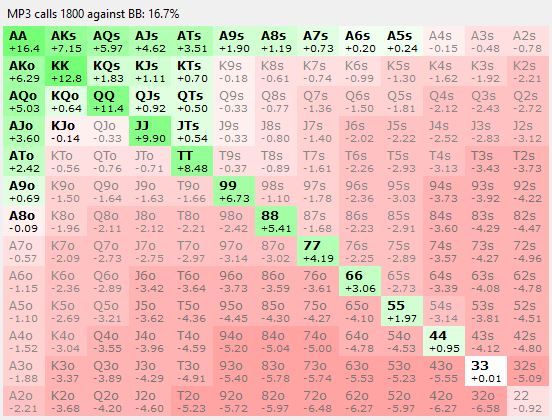 MP3 calls 1800 against BB: 16.7%
AA AKs AQs AJs ATs A9s A8s A7s A6s A5s A4s A3s A2s
+16.4 +7.15 +5.97 +4.62 +3.51 +1.90 +1.19 +0.73 +0.20 +0.24 -0.15 -0.48 -0.78
AKo KK KQs KJs KTs K9s K8s K7s K6s K5s K4s K3s K2s
+6.29 +12.8 +1.83 +1.11 +0.70 -0.18 -0.61 -0.74 -0.99 -1.30 -1.62 -1.92 -2.21
AQo KQo QQ QJs QTs Q9s Q8s Q7s Q6s Q5s Q4s Q3s Q2s
+5.03 +0.64 +11.4 +0.92 +0.50 -0.33 -0.77 -1.36 -1.50 -1.81 -2.12 -2.43 -2.72
AJo KJo QJo JJ JTs J9s J8s J7s J6s J5s J4s J3s J2s
+3.60 -0.14 -0.33 +9.90 +0.54 -0.33 -0.80 -1.40 -2.02 -2.22 -2.52 -2.83 -3.12
ATo KTo QTo JTo TT T9s T8s T7s T6s T5s T4s T3s T2s
+2.42 -0.56 -0.76 -0.71 +8.48 -0.37 -0.89 -1.61 -2.26 -2.93 -3.13 -3.43 -3.73
A9o K9o Q9o J9o T9o 99 98s 97s 96s 95s 94s 93s 92s
+0.69 -1.50 -1.64 -1.63 -1.66 +6.73 -1.10 -1.78 -2.36 -3.03 -3.73 -3.92 -4.22
A8o K8o Q8o J8o T8o 98o 88 87s 86s 85s 84s 83s 82s
-0.09 -1.96 -2.11 -2.12 -2.21 -2.42 +5.41 -1.68 -2.23 -2.91 -3.60 -4.29 -4.47
A7o K7o Q7o J7o T7o 97o 87o 77 76s 75s 74s 73s 72s
-0.57 -2.09 -2.73 -2.75 -2.97 -3.14 -3.02 +4.19 -2.25 -2.89 -3.57 -4.27 -4.96
A6o K6o Q6o J6o T6o 96o 86o 76o 66 65s 64s 63s 62s
-1.15 -2.36 -2.89 -3.42 -3.64 -3.73 -3.59 -3.61 +3.06 -2.73 -3.39 -4.08 -4.78
A5o K5o Q5o J5o T5o 95o 85o 75o 65o 55 54s 53s 52s
-1.10 -2.69 -3.21 -3.62 -4.36 -4.45 -4.30 -4.27 -4.10 +1.97 -3.14 -3.81 -4.51
A4o K4o Q4o J4o T4o 94o 84o 74o 64o 54o 44 43s 42s
-1.52 -3.04 -3.55 -3.96 -4.59 -5.20 -5.04 -5.00 -4.78 -4.53 +0.95 -4.12 -4.80
A3o K3o Q3o J3o T3o 93o 83o 73o 63o 53o 43o 33 32s
-1.88 -3.37 -3.89 -4.29 -4.91 -5.40 -5.78 -5.74 -5.53 -5.23 -5.55 +0.01 -5.09
A2o K2o Q2o J2o T2o 92o 82o 72o 62o 52o 42o 32o 22
-2.21 -3.68 -4.20 -4.60 -5.23 -5.72 -5.97 -6.48 -6.27 -5.97 -6.27 -6.58 -0.92